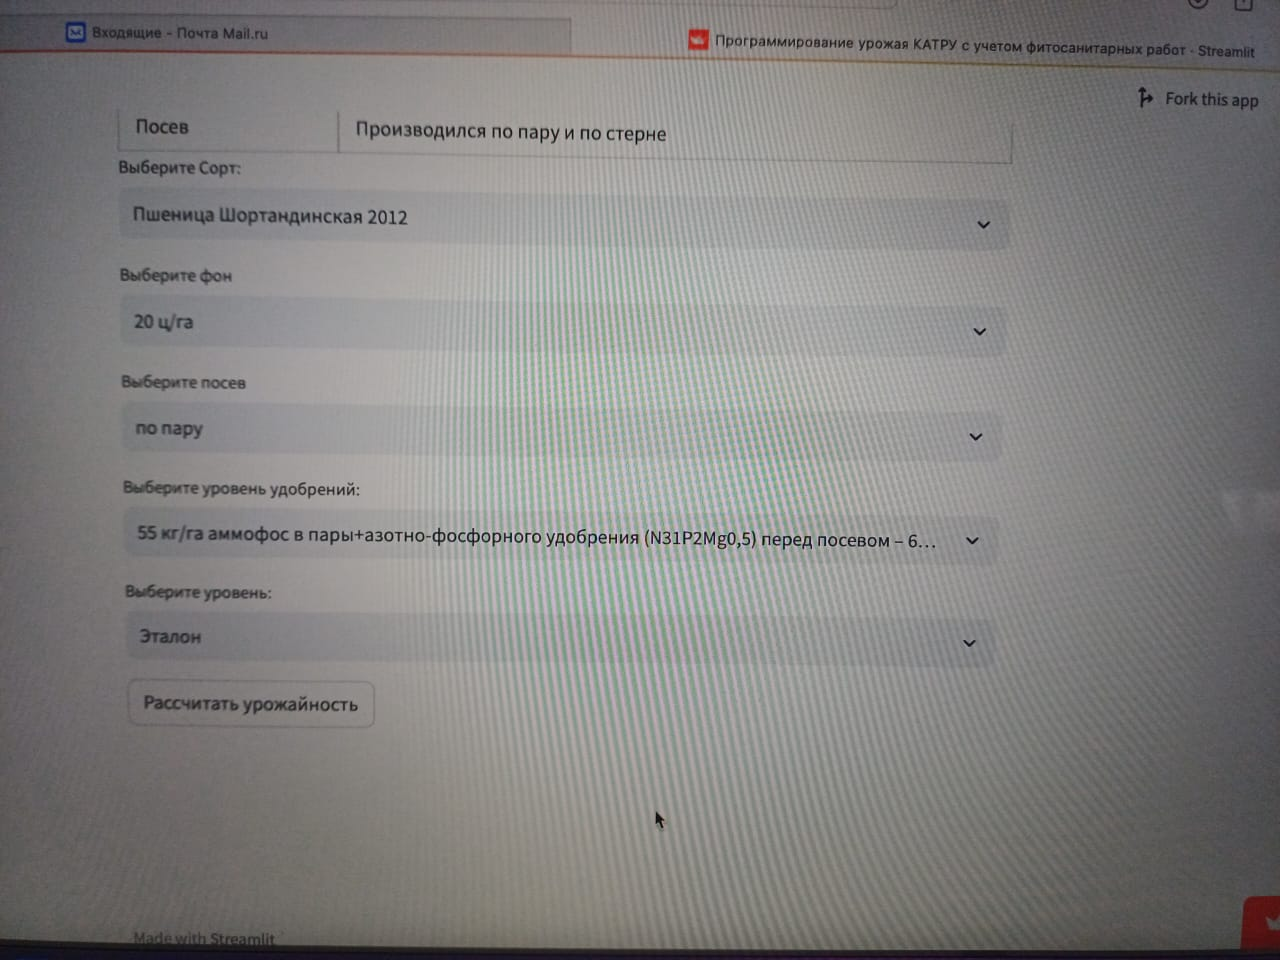 Входящие - Почта Mail.ru
Программирование урожая КАТРУ с учетом фитосанитарных работ · Streamlit
Fork this app
Посев
Производился по пару и по стерне
Выберите Сорт:
Пшеница Шортандинская 2012
Выберите фон
20 ц/га
Выберите посев
по пару
Выберите уровень удобрений:
55 кг/га аммофос в пары+азотно-фосфорного удобрения (N31P2Mg0,5) перед посевом – 6...
Выберите уровень:
Эталон
Рассчитать урожайность
Made with Streamlit